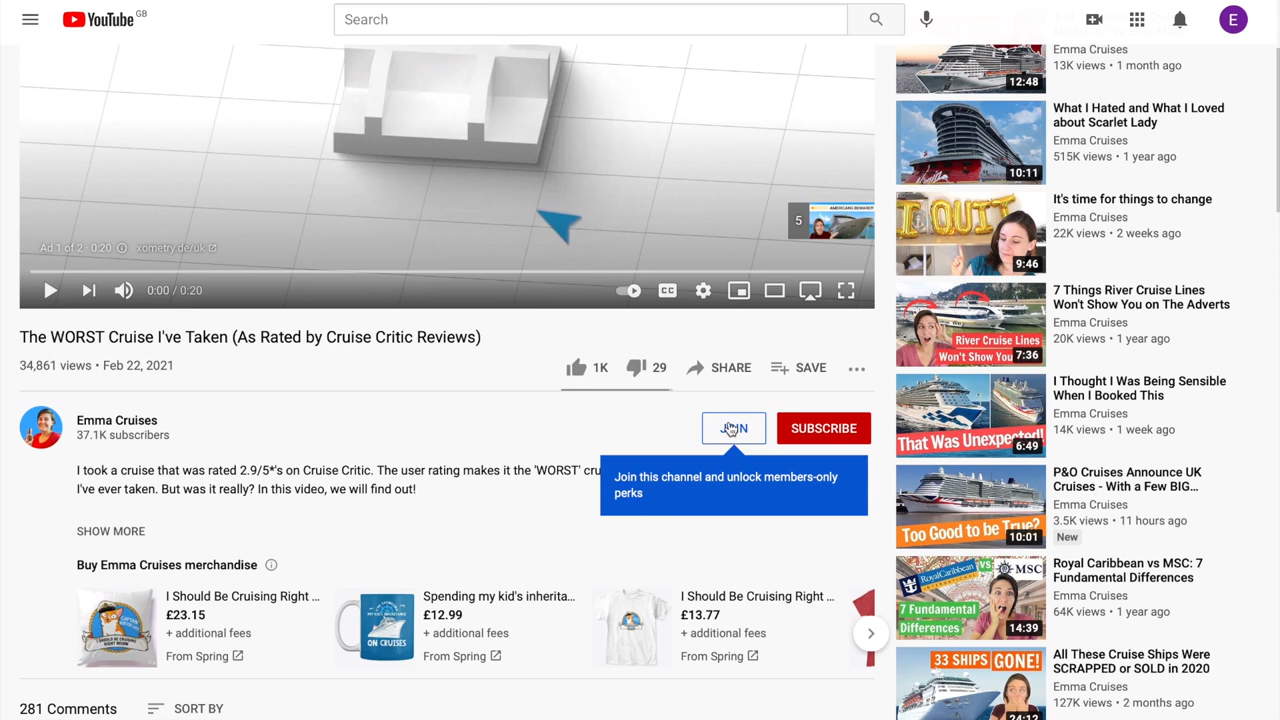 YouTube GB
Search
E
Ad 1 of 2 · 0:20
xometry.de/uk
5
AMERICANS BEWARE!
0:00 / 0:20
CC
The WORST Cruise I've Taken (As Rated by Cruise Critic Reviews)
34,861 views • Feb 22, 2021
1K
29
SHARE
SAVE
Emma Cruises
37.1K subscribers
JOIN
SUBSCRIBE
I took a cruise that was rated 2.9/5*'s on Cruise Critic. The user rating makes it the 'WORST' cru
I've ever taken. But was it really? In this video, we will find out!
Join this channel and unlock members-only
perks
SHOW MORE
Buy Emma Cruises merchandise
I Should Be Cruising Right ...
£23.15
+ additional fees
From Spring
ON CRUISES
Spending my kid's inherita...
£12.99
+ additional fees
From Spring
I Should Be Cruising Right ...
£13.77
+ additional fees
From Spring
281 Comments
SORT BY
Emma Cruises
13K views • 1 month ago
12:48
What I Hated and What I Loved
about Scarlet Lady
Emma Cruises
515K views • 1 year ago
10:11
I QUIT
9:46
It's time for things to change
Emma Cruises
22K views • 2 weeks ago
River Cruise Lines
Won't Show You
7:36
7 Things River Cruise Lines
Won't Show You on The Adverts
Emma Cruises
20K views • 1 year ago
That Was Unexpected!
6:49
I Thought I Was Being Sensible
When I Booked This
Emma Cruises
14K views • 1 week ago
Too Good to be True?
10:01
P&O Cruises Announce UK
Cruises - With a Few BIG...
Emma Cruises
3.5K views • 11 hours ago
New
RoyalCaribbean
INTERNATIONAL
VS
MSC
7 Fundamental
Differences
14:39
Royal Caribbean vs MSC: 7
Fundamental Differences
Emma Cruises
64K views • 1 year ago
33 SHIPS GONE!
24:12
All These Cruise Ships Were
SCRAPPED or SOLD in 2020
Emma Cruises
127K views • 2 months ago